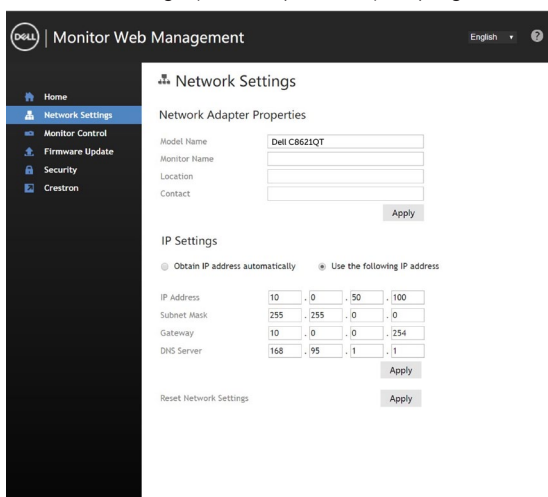 DELL | Monitor Web Management English
?
Network Settings
Home
Network Settings
Monitor Control
Firmware Update
Security
Crestron
Network Adapter Properties
Model Name Dell C8621QT
Monitor Name
Location
Contact
Apply
IP Settings
Obtain IP address automatically Use the following IP address
IP Address 10 . 0 . 50 . 100
Subnet Mask 255 . 255 . 0 . 0
Gateway 10 . 0 . 0 . 254
DNS Server 168 . 95 . 1 . 1
Apply
Reset Network Settings Apply